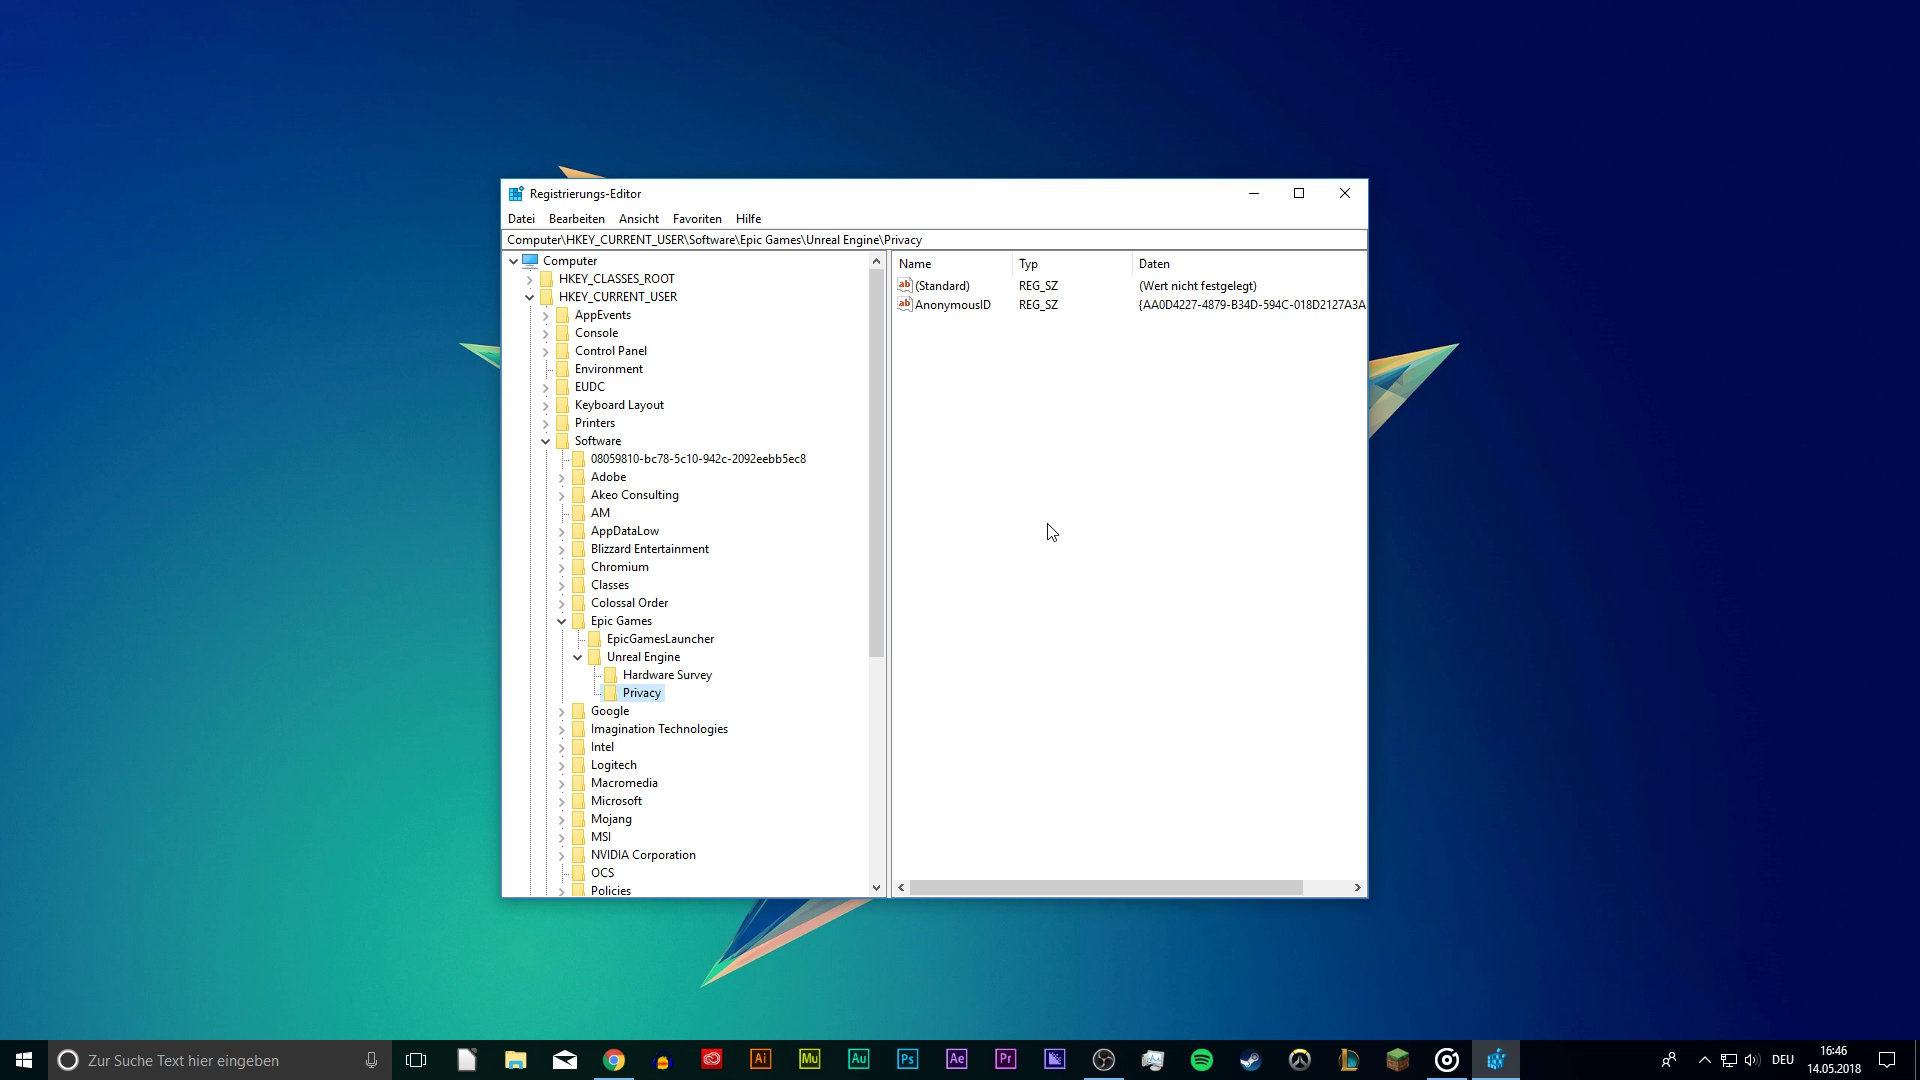 Registrierungs-Editor
Datei Bearbeiten Ansicht Favoriten Hilfe
Computer\HKEY_CURRENT_USER\Software\Epic Games\Unreal Engine\Privacy
Computer
HKEY_CLASSES_ROOT
HKEY_CURRENT_USER
AppEvents
Console
Control Panel
Environment
EUDC
Keyboard Layout
Printers
Software
08059810-bc78-5c10-942c-2092eebb5ec8
Adobe
Akeo Consulting
AM
AppDataLow
Blizzard Entertainment
Chromium
Classes
Colossal Order
Epic Games
EpicGamesLauncher
Unreal Engine
Hardware Survey
Privacy
Google
Imagination Technologies
Intel
Logitech
Macromedia
Microsoft
Mojang
MSI
NVIDIA Corporation
OCS
Policies
Name Typ Daten
ab (Standard) REG_SZ (Wert nicht festgelegt)
ab AnonymousID REG_SZ {AA0D4227-4879-B34D-594C-018D2127A3A
Zur Suche Text hier eingeben
Ai Mu Au Ps Ae Pr
DEU
16:46
14.05.2018